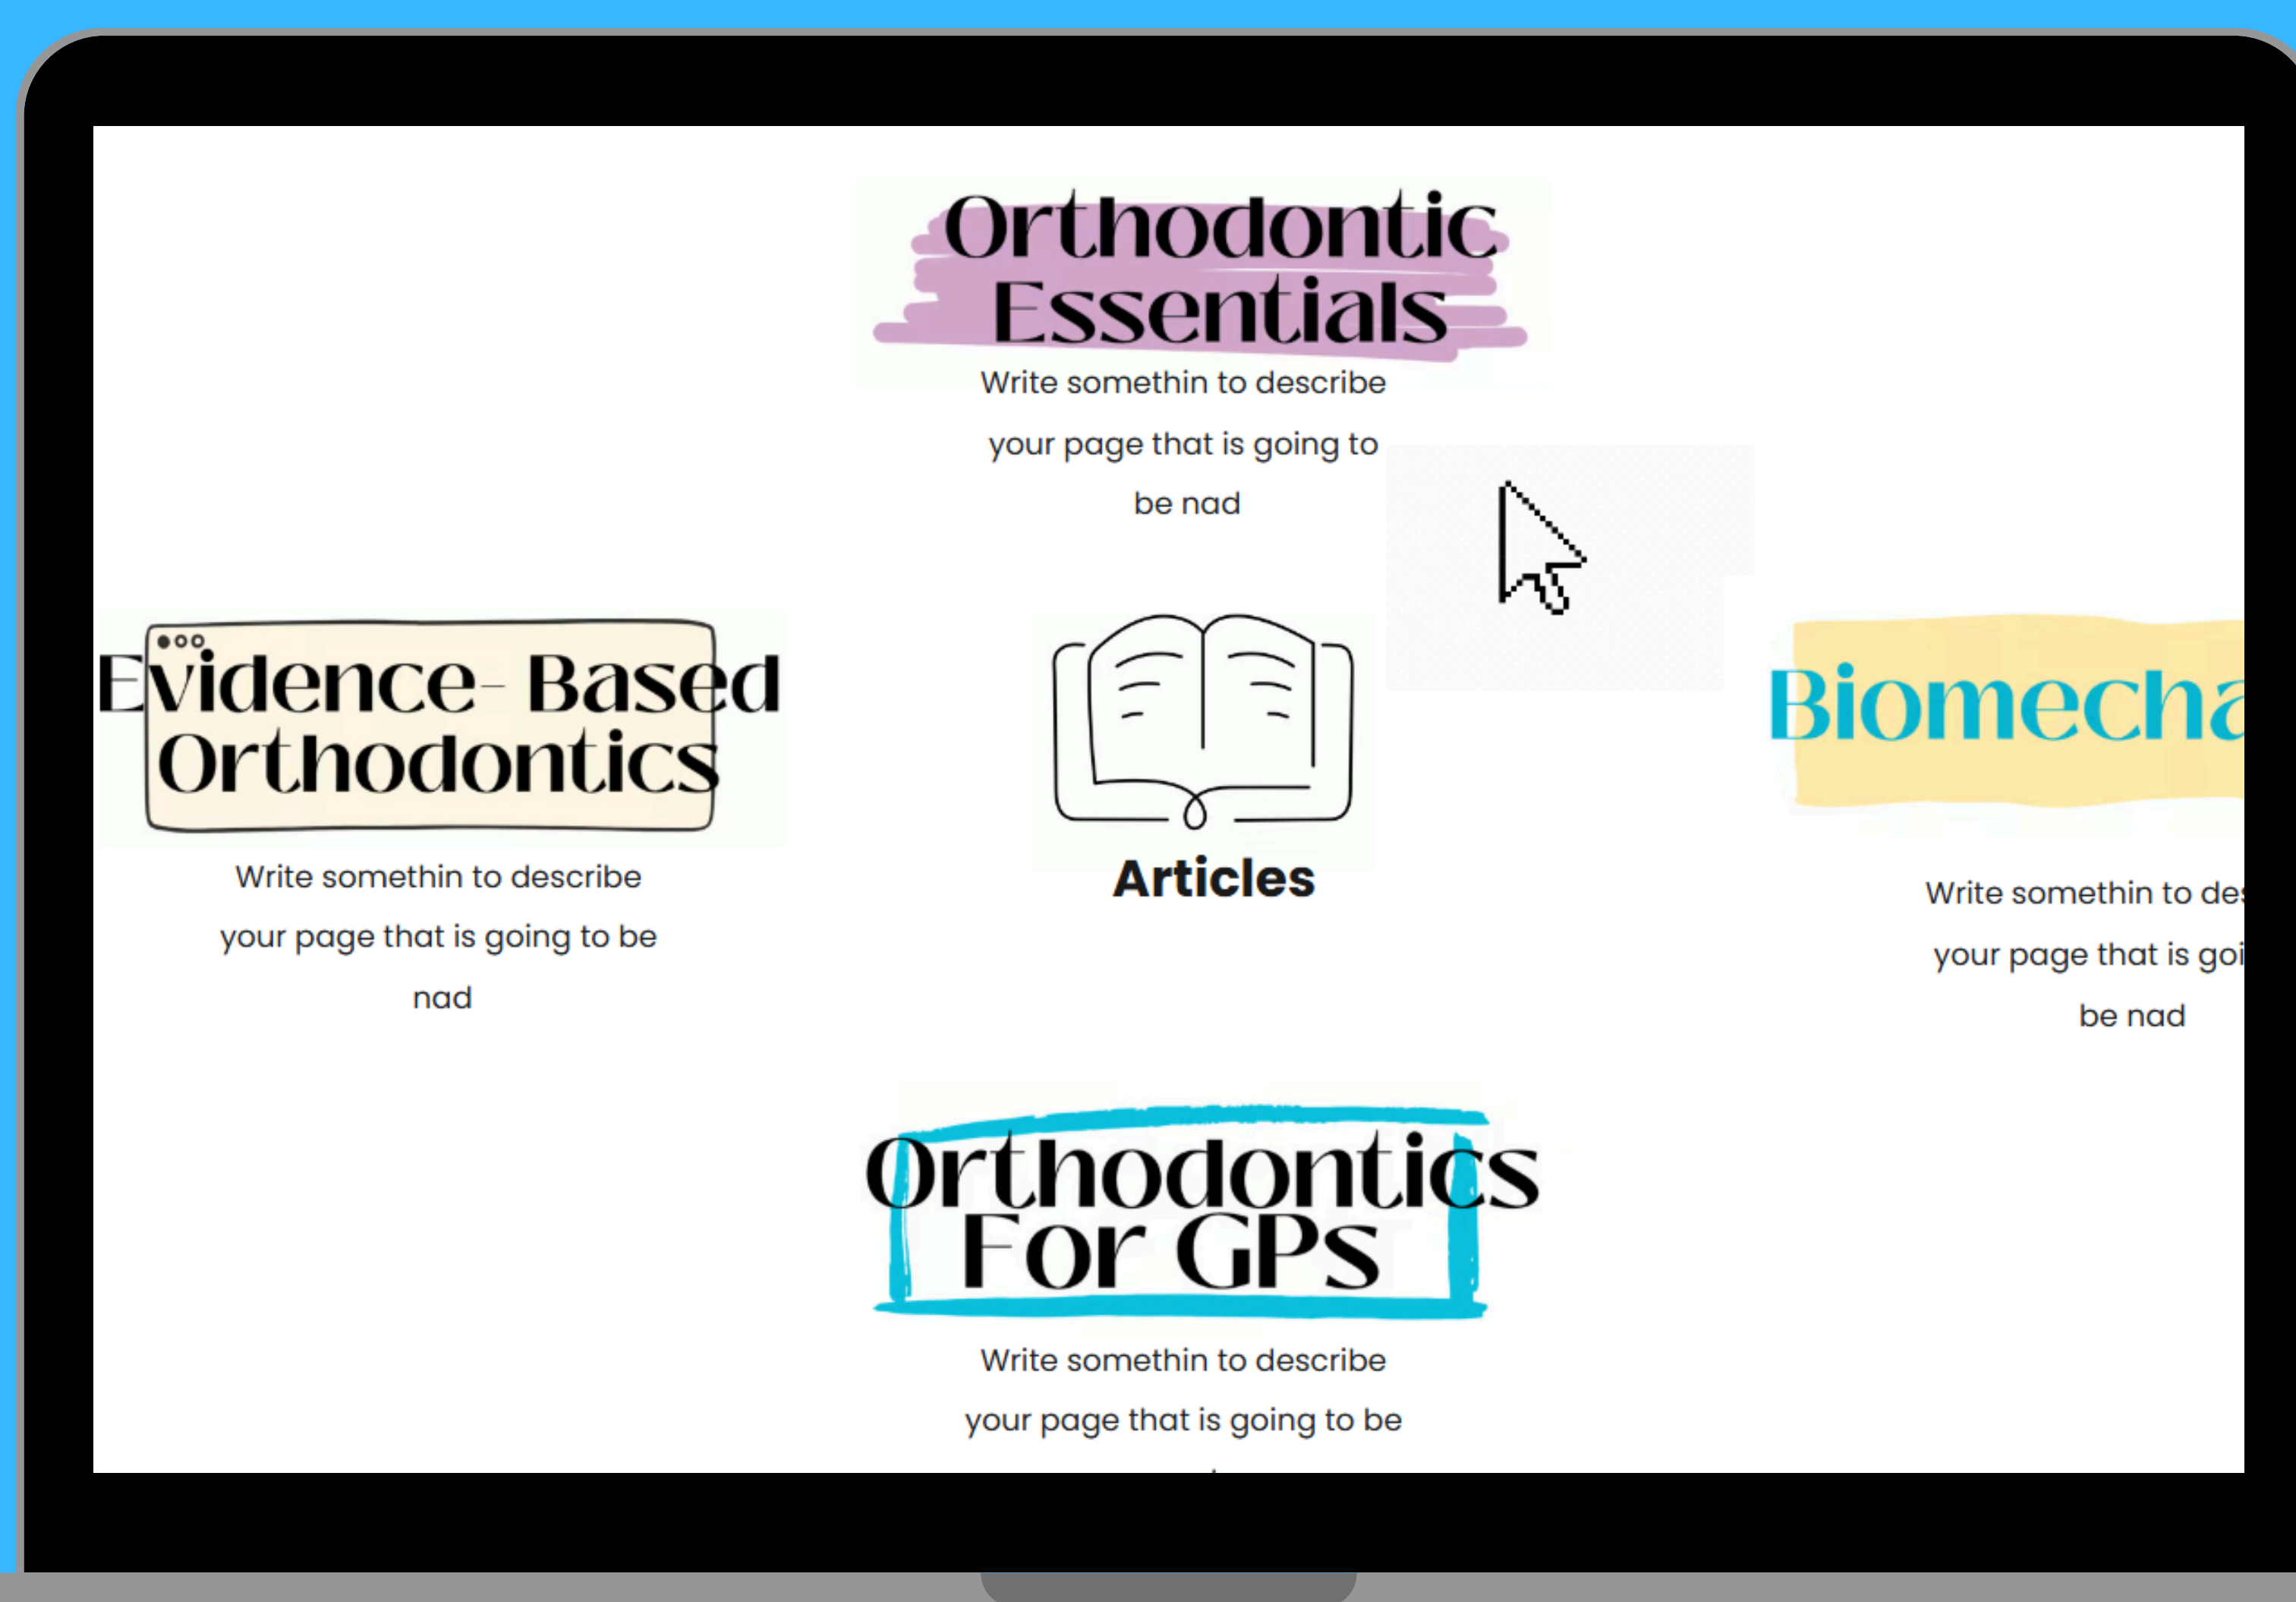 Orthodontic
Essentials
Write somethin to describe
your page that is going to
be nad
Evidence- Based
Orthodontics
Write somethin to describe
your page that is going to be
nad
Articles
Biomecha
Write somethin to des
your page that is goi
be nad
Orthodontics
For GPs
Write somethin to describe
your page that is going to be